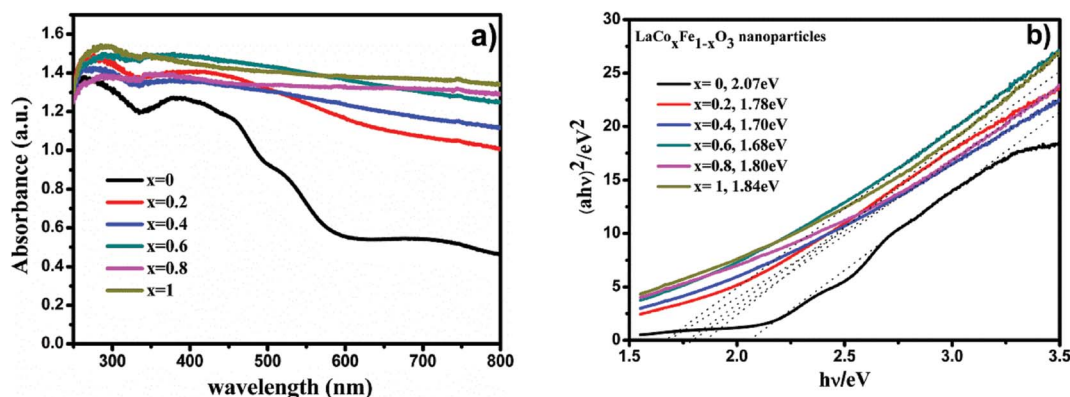 a)
1.6
1.4
1.2
1.0
0.8
0.6
0.4
0.2
0.0
Absorbance (a.u.)
x=0
x=0.2
x=0.4
x=0.6
x=0.8
x=1
300 400 500 600 700 800
wavelength (nm)
b)
LaCoxFe1-xO3 nanoparticles
30
25
20
15
10
5
0
(ahν)2/eV2
x= 0, 2.07eV
x=0.2, 1.78eV
x=0.4, 1.70eV
x=0.6, 1.68eV
x=0.8, 1.80eV
x= 1, 1.84eV
1.5 2.0 2.5 3.0 3.5
hν/eV